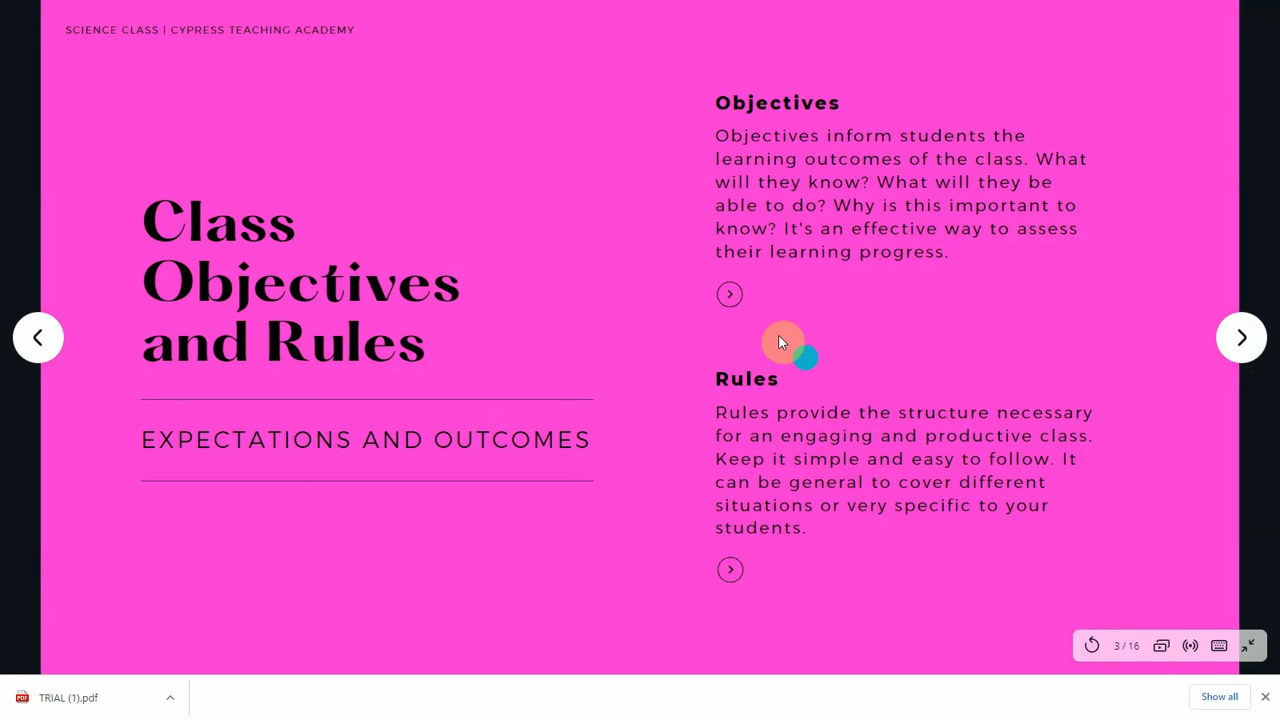 SCIENCE CLASS | CYPRESS TEACHING ACADEMY
Class
Objectives
and Rules
EXPECTATIONS AND OUTCOMES
Objectives
Objectives inform students the
learning outcomes of the class. What
will they know? What will they be
able to do? Why is this important to
know? It's an effective way to assess
their learning progress.
Rules
Rules provide the structure necessary
for an engaging and productive class.
Keep it simple and easy to follow. It
can be general to cover different
situations or very specific to your
students.
3 / 16
PDF
TRIAL (1).pdf
Show all